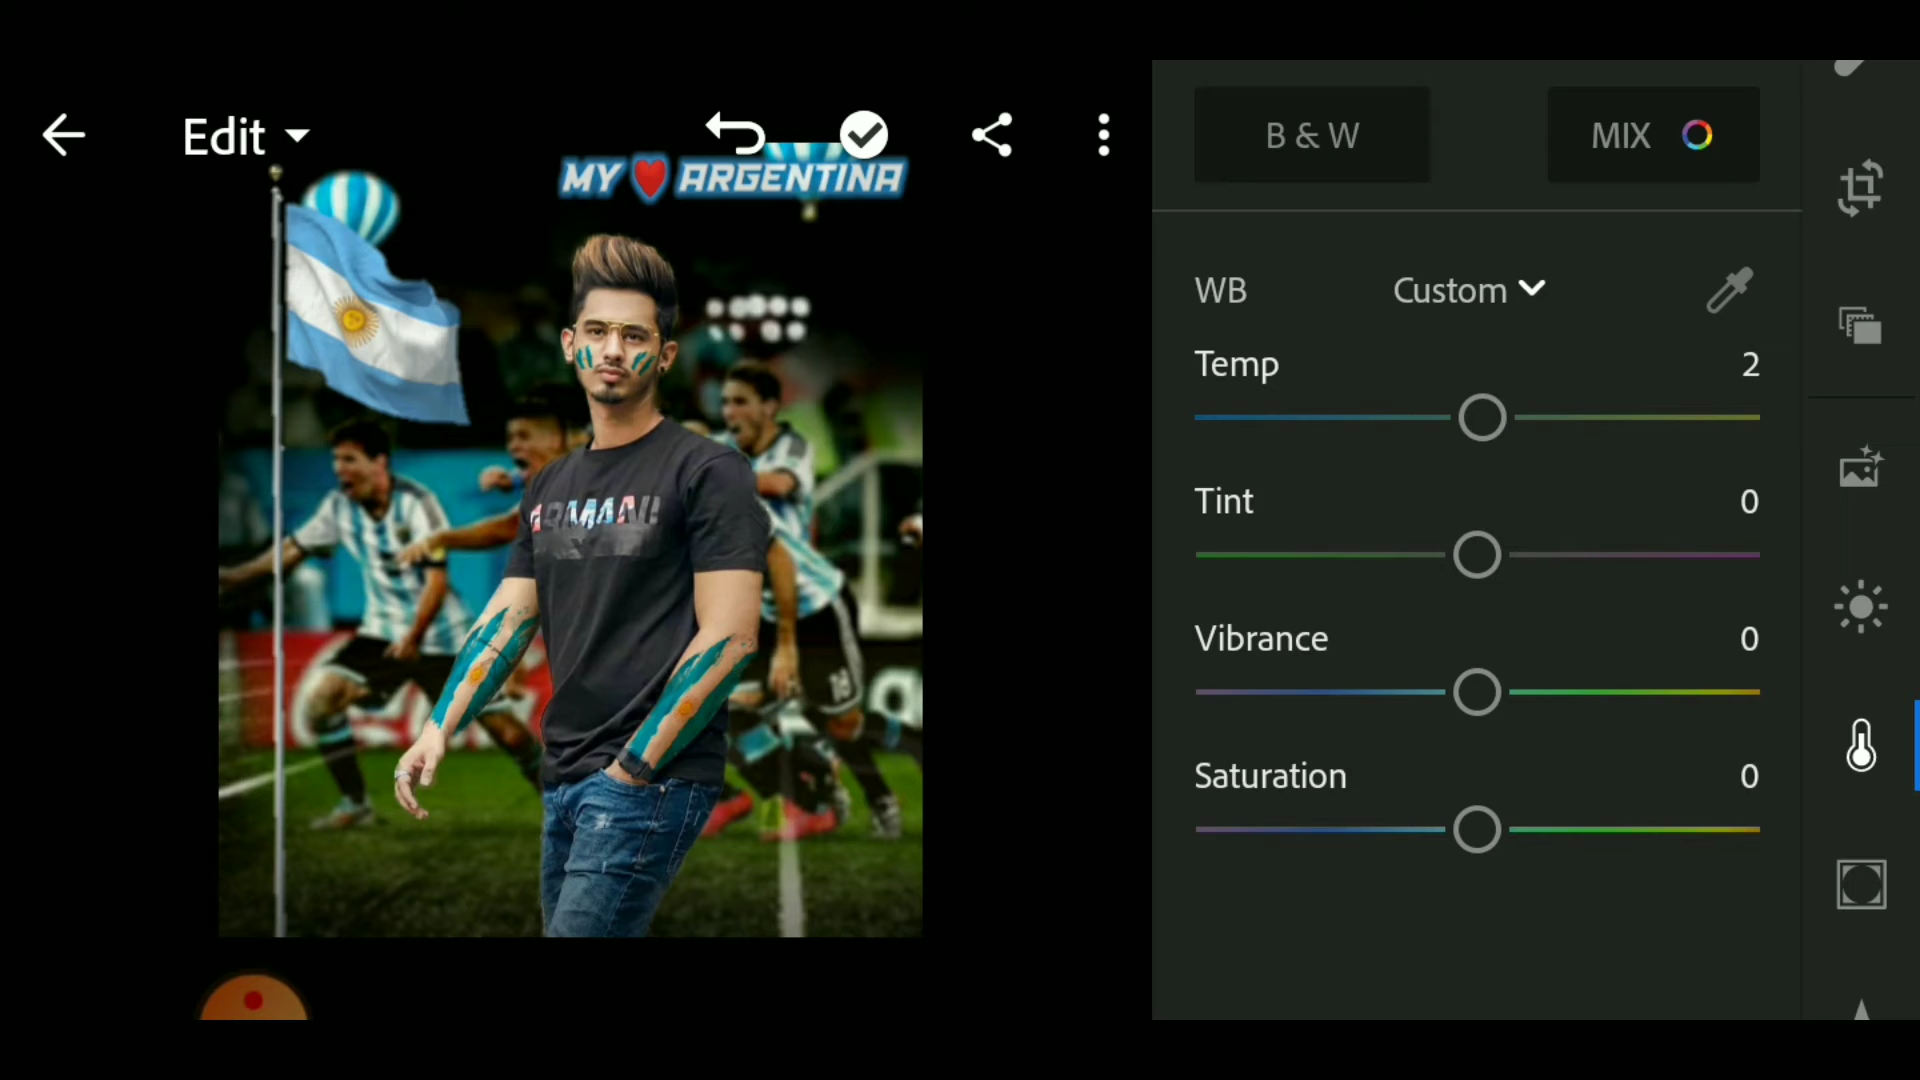 Edit
MY ARGENTINA
B & W
MIX
WB
Custom
Temp
2
Tint
0
Vibrance
0
Saturation
0